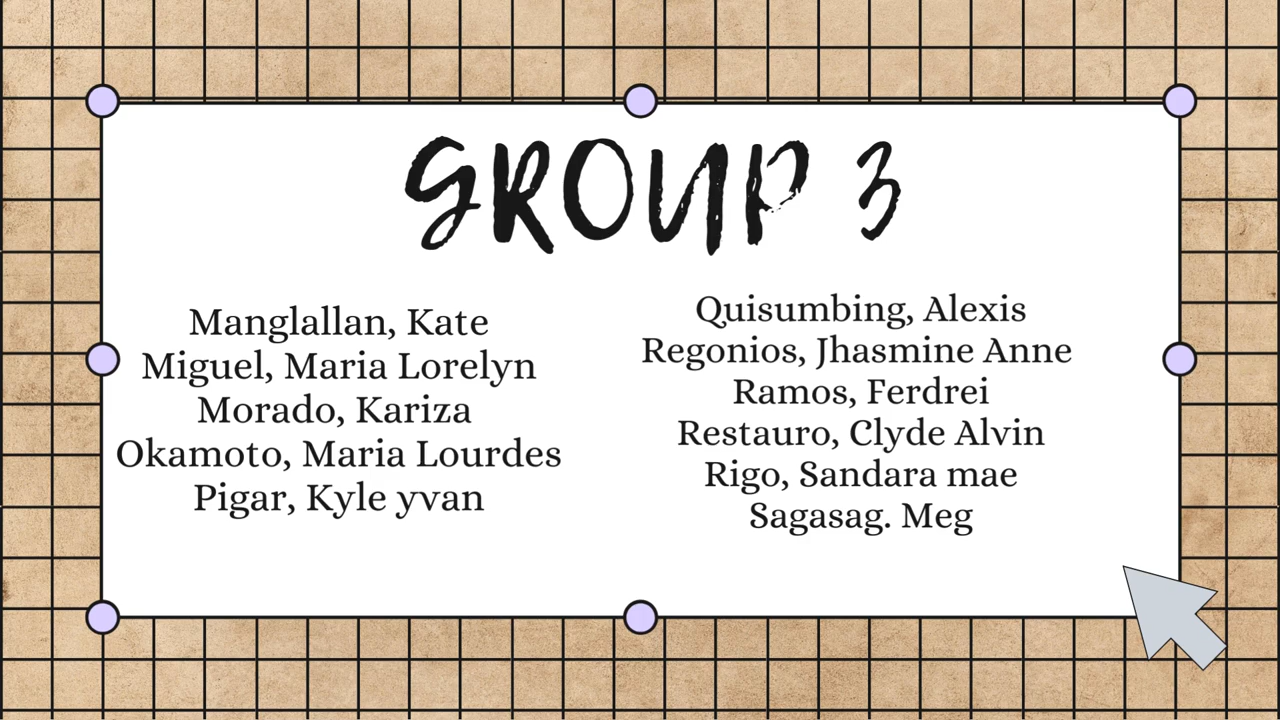 GROUP 3
Manglallan, Kate
Miguel, Maria Lorelyn
Morado, Kariza
Okamoto, Maria Lourdes
Pigar, Kyle yvan
Quisumbing, Alexis
Regonios, Jhasmine Anne
Ramos, Ferdrei
Restauro, Clyde Alvin
Rigo, Sandara mae
Sagasag. Meg